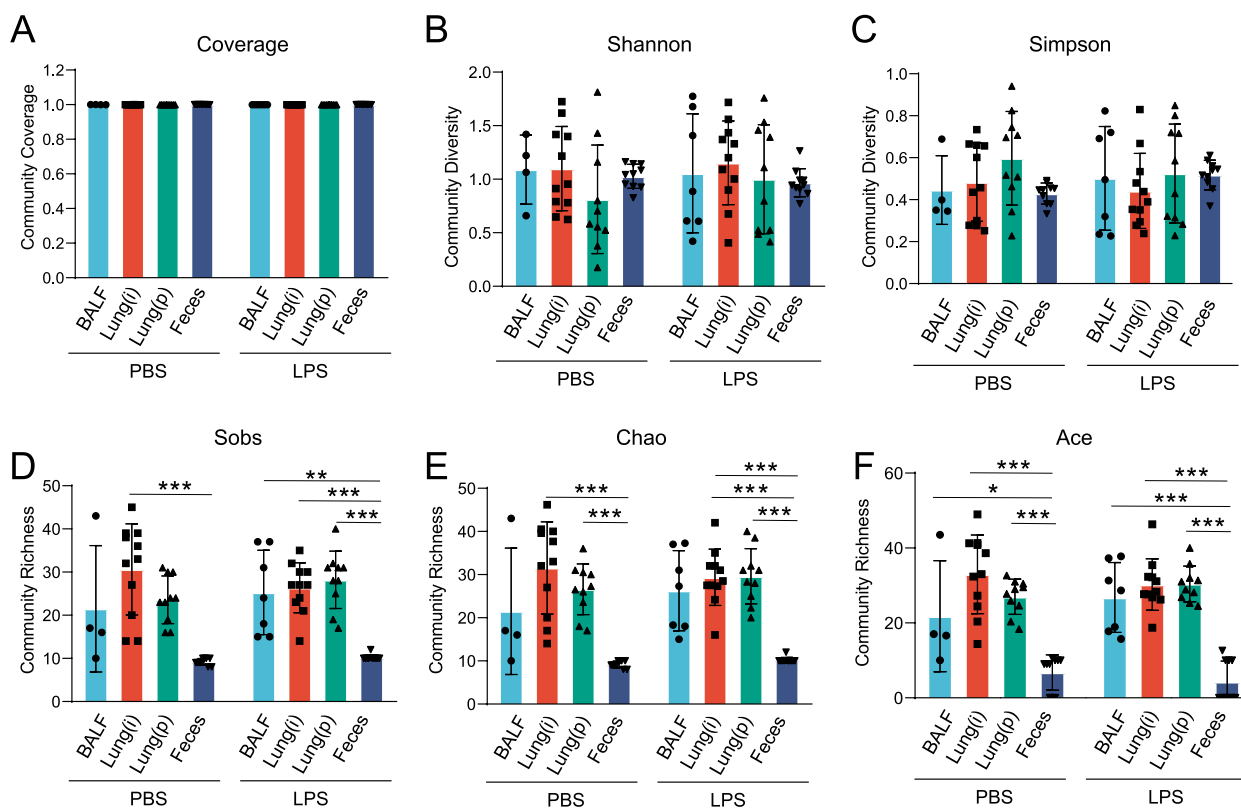 A
Coverage
Community Coverage
1.2
1.0
0.8
0.6
0.4
0.2
0.0
BALF
Lung(i)
Lung(p)
Feces
BALF
Lung(i)
Lung(p)
Feces
PBS
LPS
B
Shannon
Community Diversity
2.0
1.5
1.0
0.5
0.0
BALF
Lung(i)
Lung(p)
Feces
BALF
Lung(i)
Lung(p)
Feces
PBS
LPS
C
Simpson
Community Diversity
1.0
0.8
0.6
0.4
0.2
0.0
BALF
Lung(i)
Lung(p)
Feces
BALF
Lung(i)
Lung(p)
Feces
PBS
LPS
D
Sobs
Community Richness
50
40
30
20
10
0
***
**
***
***
BALF
Lung(i)
Lung(p)
Feces
BALF
Lung(i)
Lung(p)
Feces
PBS
LPS
E
Chao
Community Richness
50
40
30
20
10
0
***
***
***
***
***
BALF
Lung(i)
Lung(p)
Feces
BALF
Lung(i)
Lung(p)
Feces
PBS
LPS
F
Ace
Community Richness
60
40
20
0
***
*
***
***
***
***
BALF
Lung(i)
Lung(p)
Feces
BALF
Lung(i)
Lung(p)
Feces
PBS
LPS